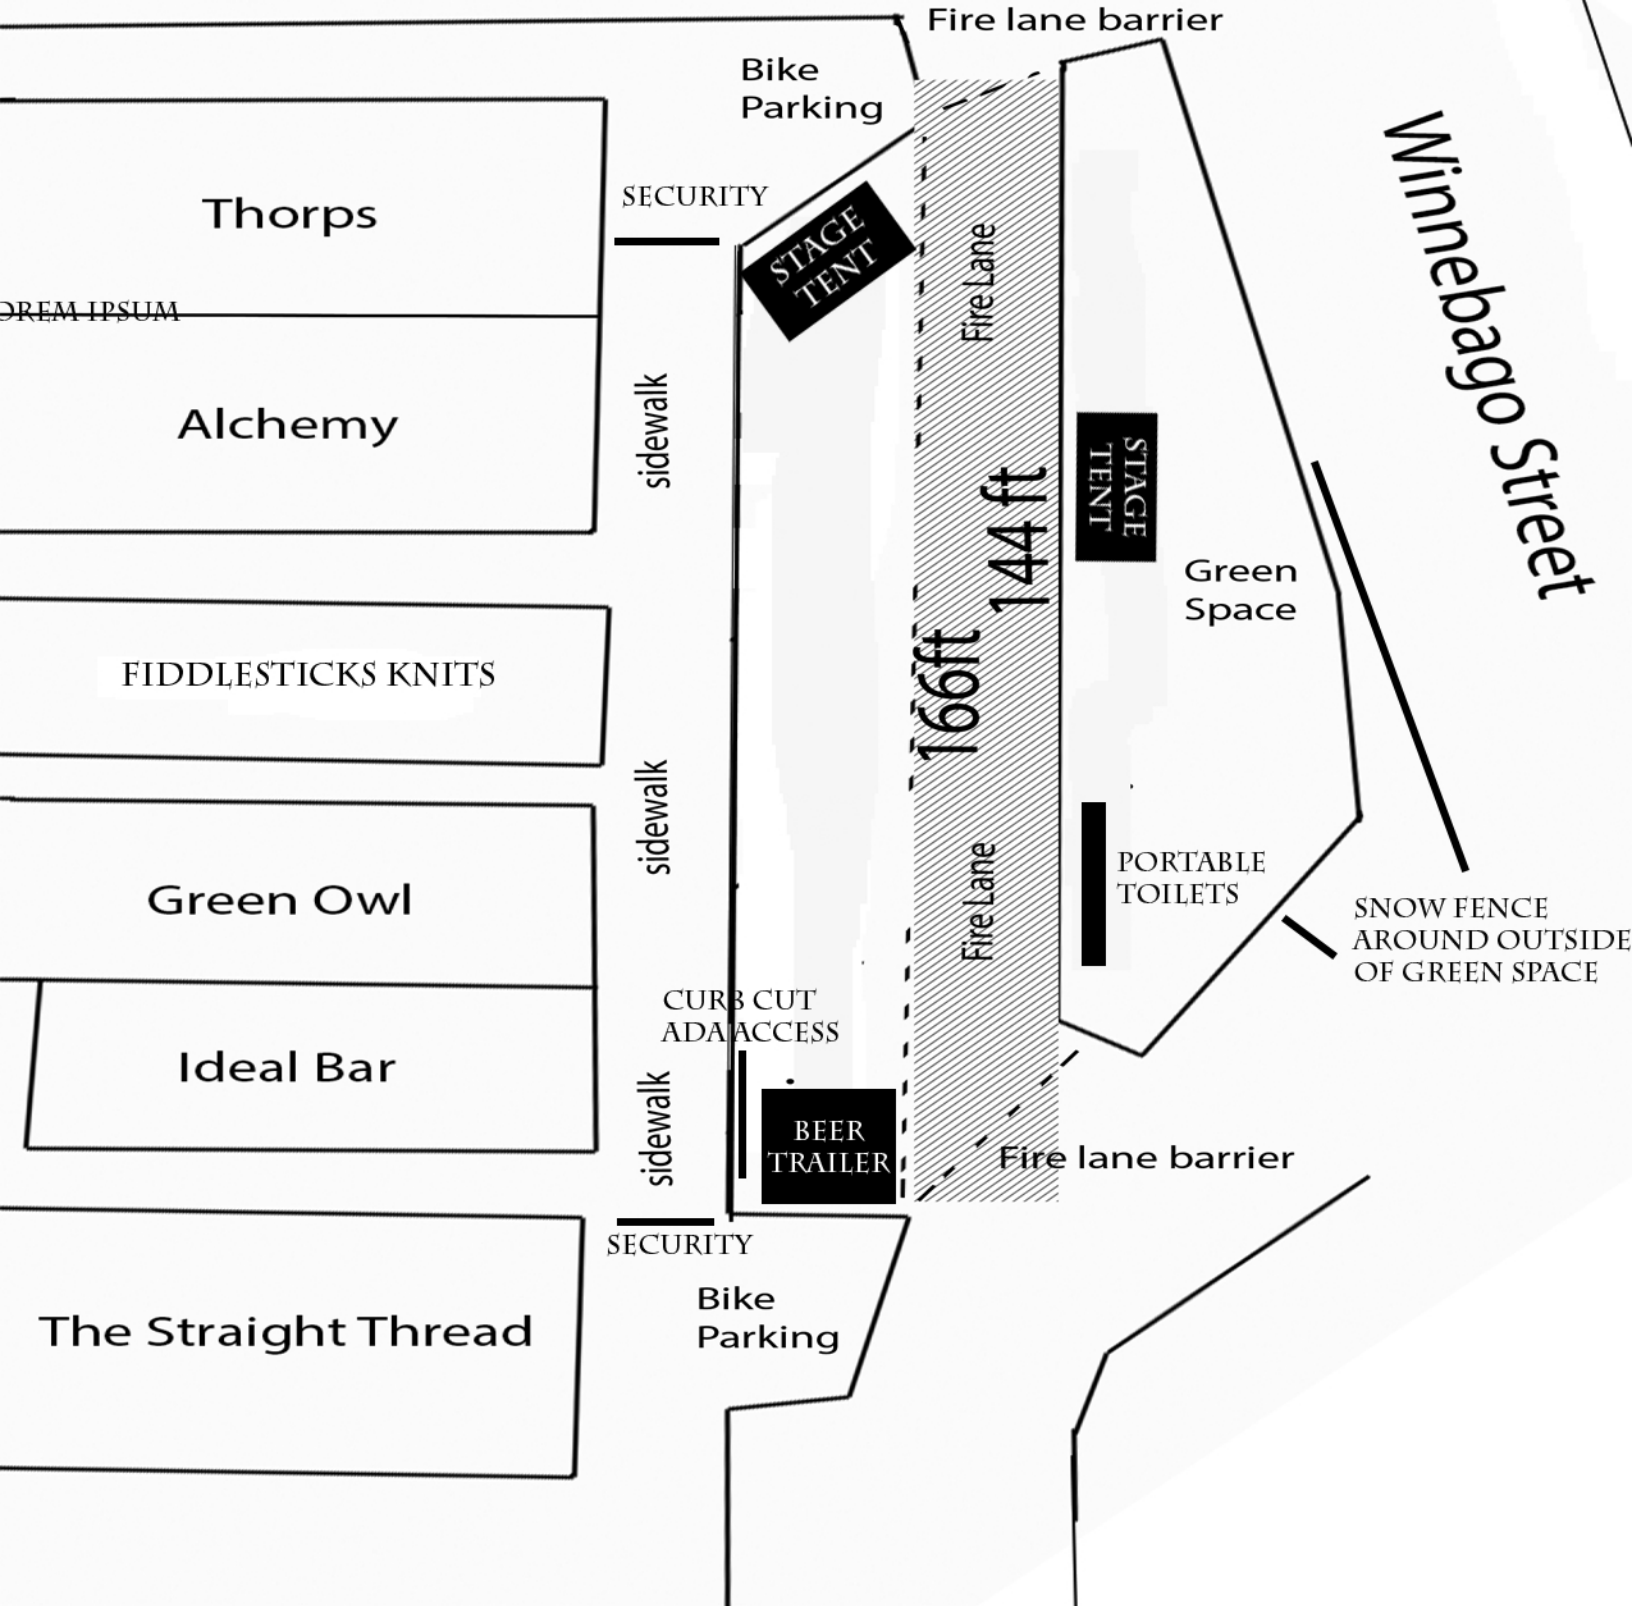 Fire lane barrier
Bike
Parking
Thorps
SECURITY
STAGE
TENT
Winnebago Street
Fire Lane
OREM IPSUM
Alchemy
sidewalk
144 ft
STAGE
TENT
Green
Space
FIDDLESTICKS KNITS
166ft
sidewalk
Green Owl
Fire Lane
PORTABLE
TOILETS
SNOW FENCE
AROUND OUTSIDE
OF GREEN SPACE
CURB CUT
ADA ACCESS
Ideal Bar
sidewalk
BEER
TRAILER
Fire lane barrier
SECURITY
Bike
Parking
The Straight Thread